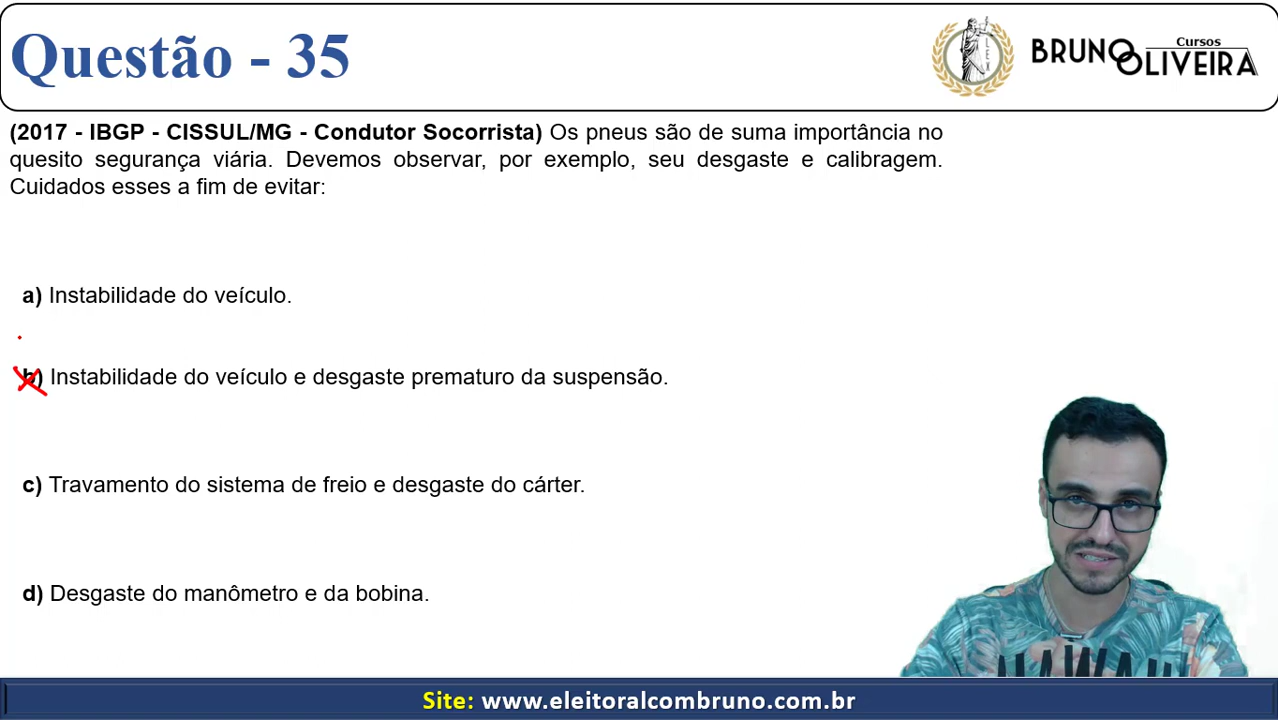 Questão - 35
LEX
BRUNO Cursos
OLIVEIRA
(2017 - IBGP - CISSUL/MG - Condutor Socorrista) Os pneus são de suma importância no
quesito segurança viária. Devemos observar, por exemplo, seu desgaste e calibragem.
Cuidados esses a fim de evitar:
a) Instabilidade do veículo.
b) Instabilidade do veículo e desgaste prematuro da suspensão.
c) Travamento do sistema de freio e desgaste do cárter.
d) Desgaste do manômetro e da bobina.
HAWAII
Site: www.eleitoralcombruno.com.br